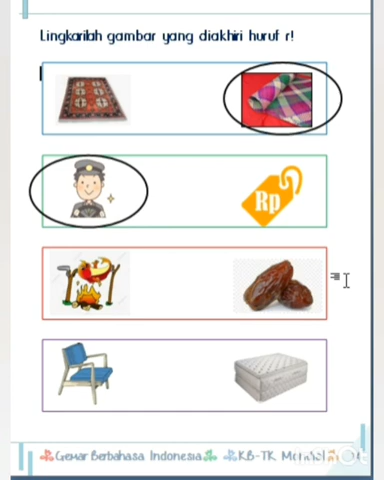 Lingkarilah gambar yang diakhiri huruf r!
Rp
Gemar Berbahasa Indonesia
KB-TK